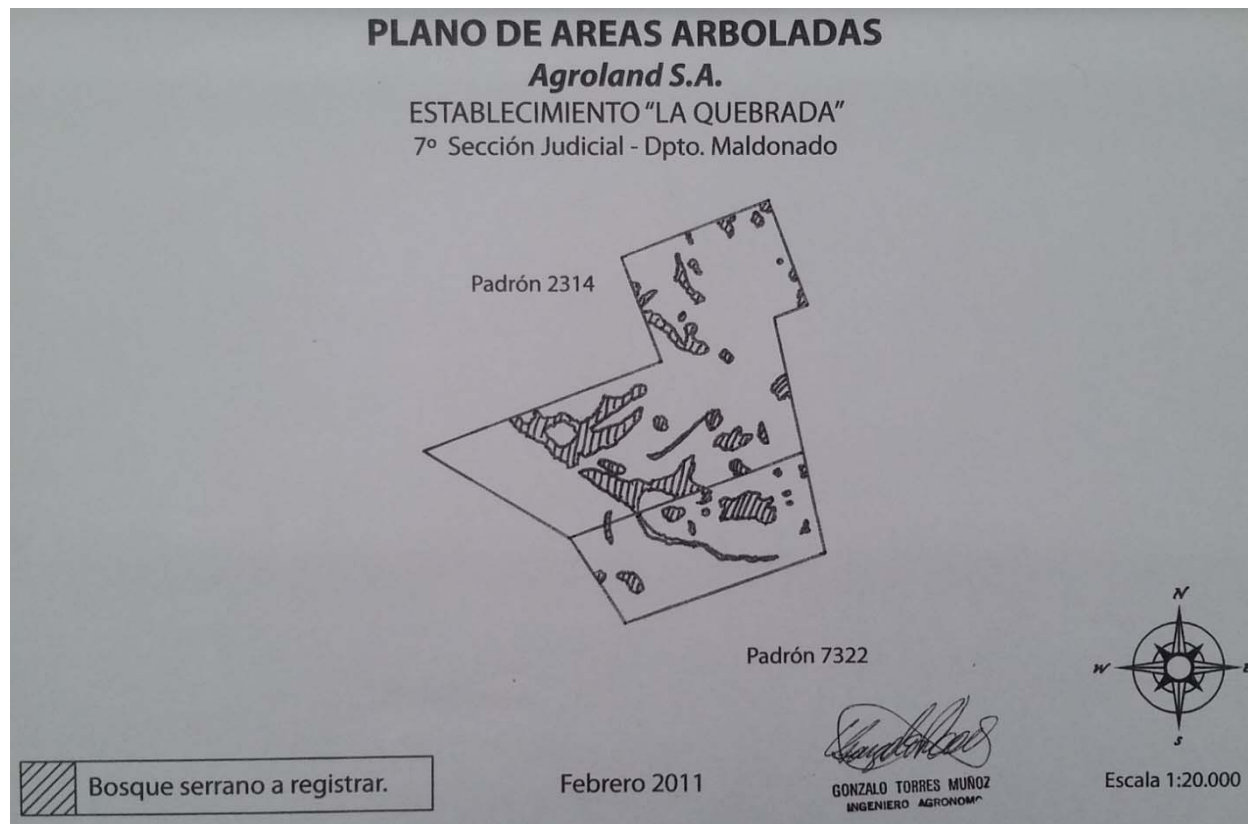 PLANO DE AREAS ARBOLADAS
Agroland S.A.
ESTABLECIMIENTO "LA QUEBRADA"
7º Sección Judicial - Dpto. Maldonado
Padrón 2314
Padrón 7322
N
W
E
S
Bosque serrano a registrar.
Febrero 2011
GONZALO TORRES MUÑOZ
INGENIERO AGRONOMO
Escala 1:20.000